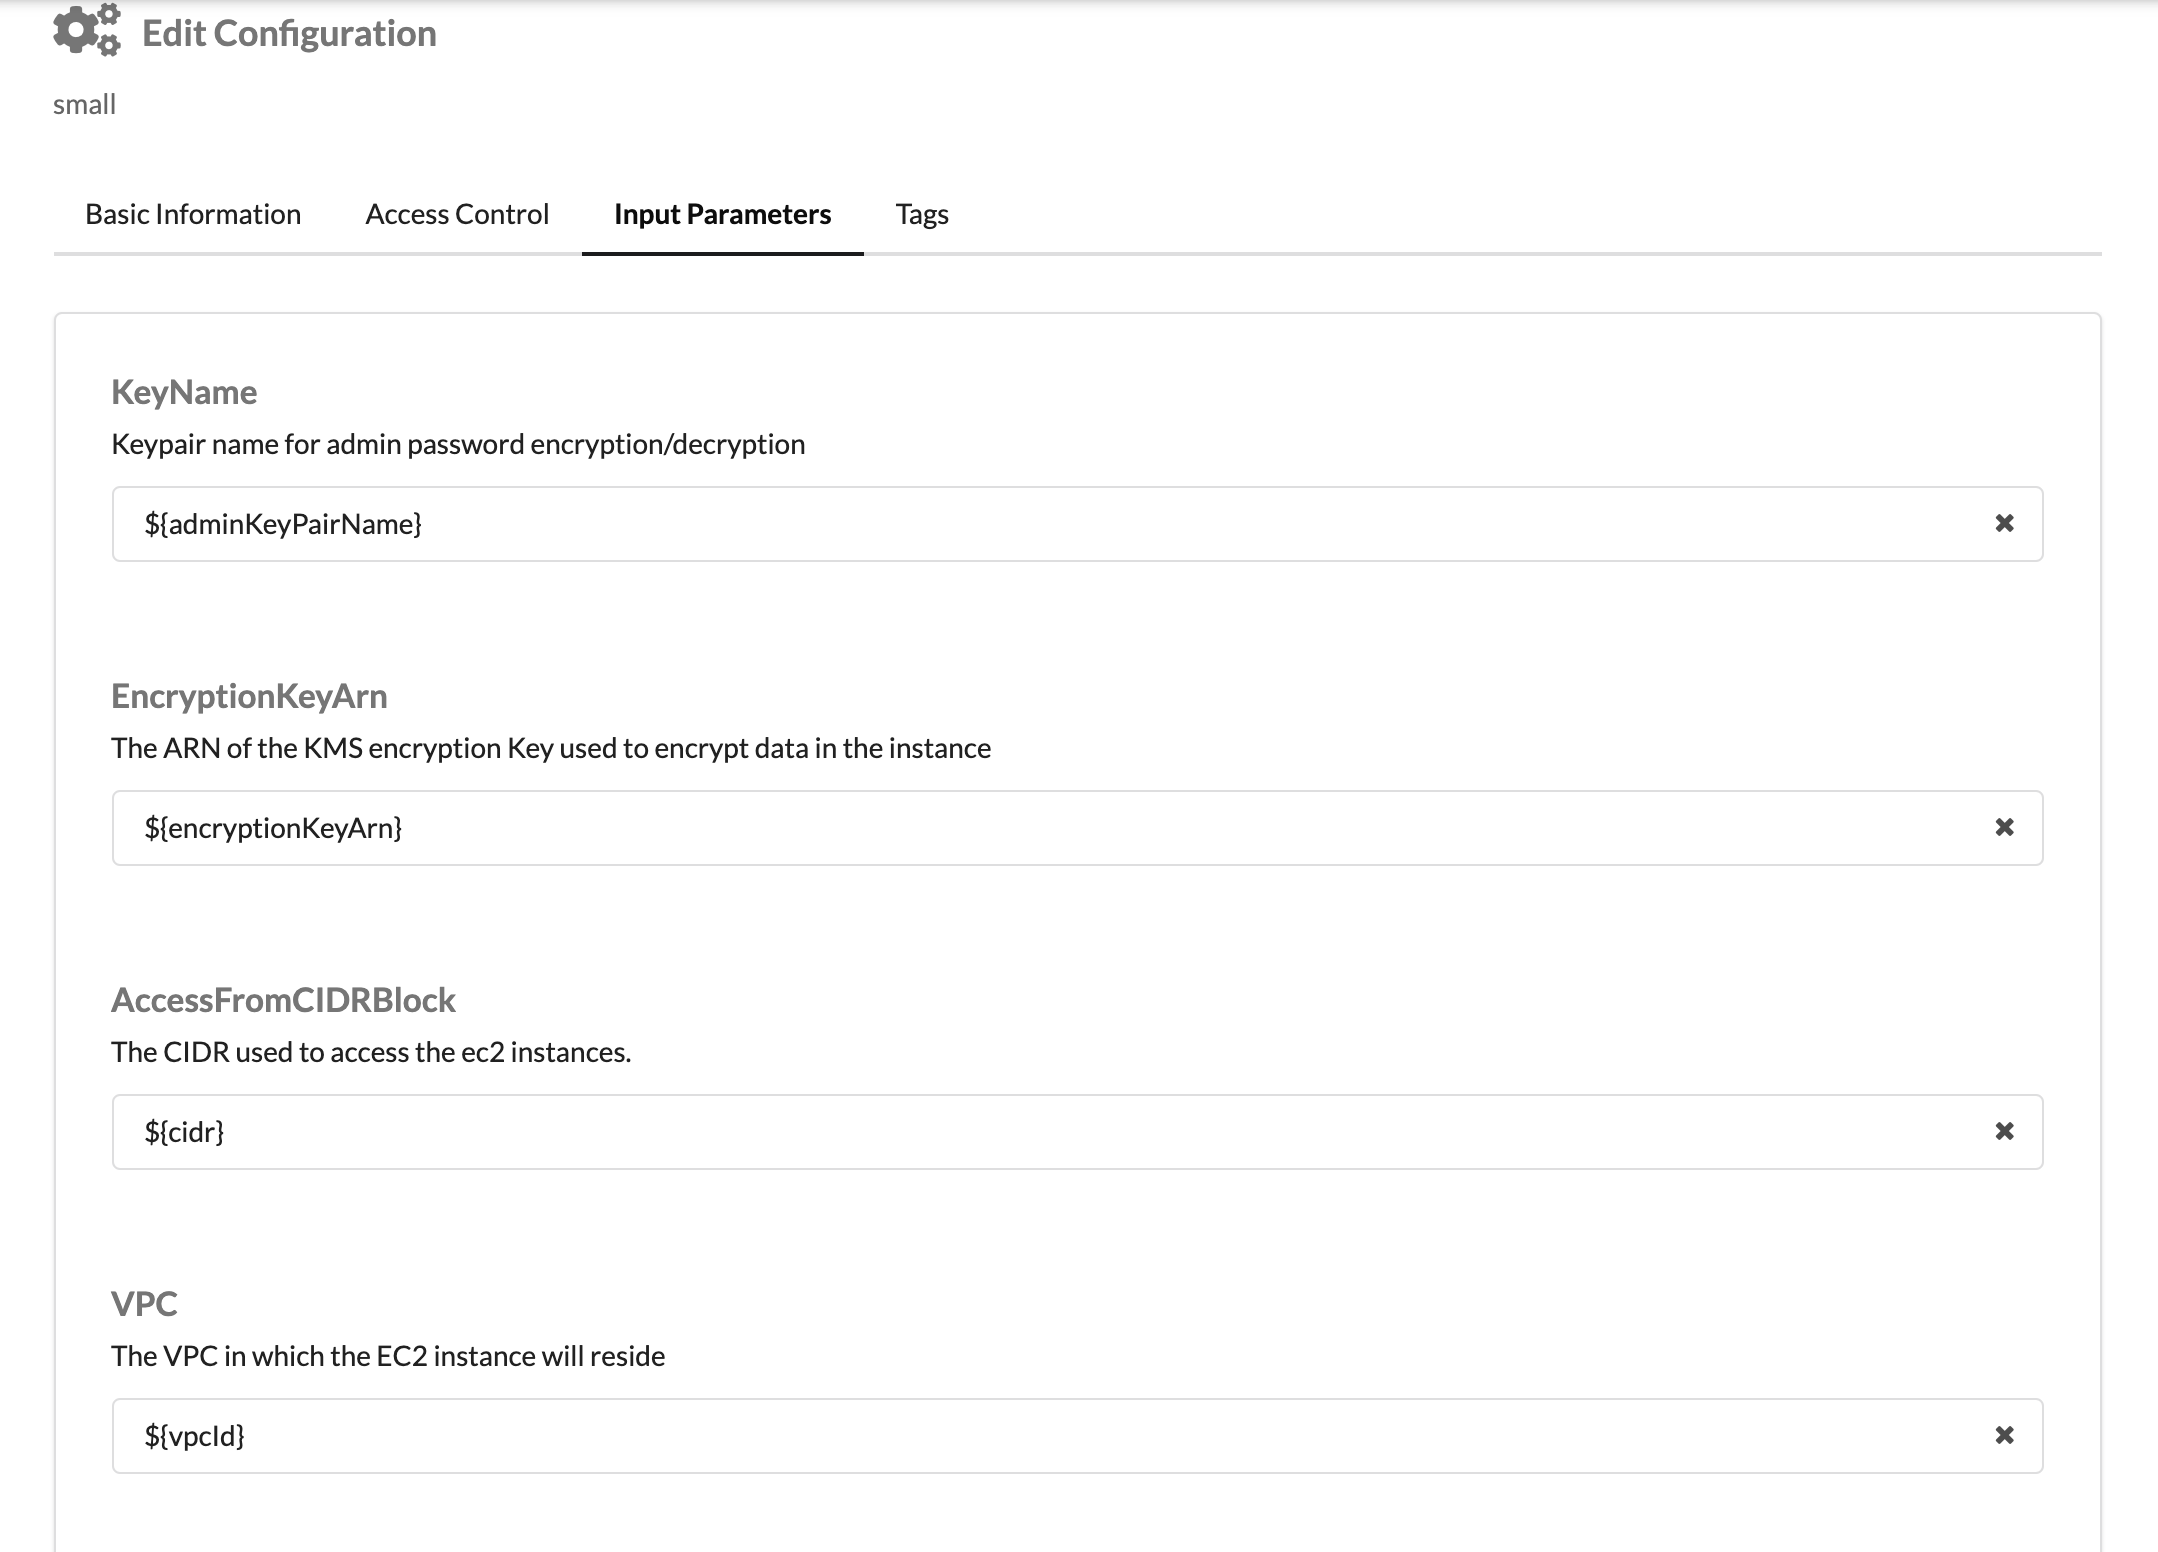 Edit Configuration
small
Basic Information Access Control Input Parameters Tags
KeyName
Keypair name for admin password encryption/decryption
${adminKeyPairName}
EncryptionKeyArn
The ARN of the KMS encryption Key used to encrypt data in the instance
${encryptionKeyArn}
AccessFromCIDRBlock
The CIDR used to access the ec2 instances.
${cidr}
VPC
The VPC in which the EC2 instance will reside
${vpcId}